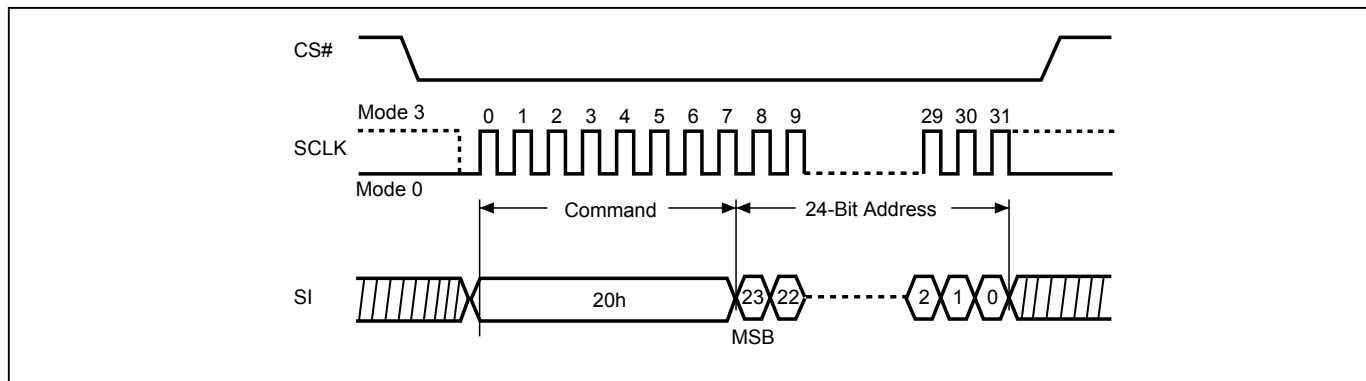 CS#
Mode 3
0 1 2 3 4 5 6 7 8 9 29 30 31
SCLK
Mode 0
Command 24-Bit Address
SI 20h 23 22 2 1 0
MSB